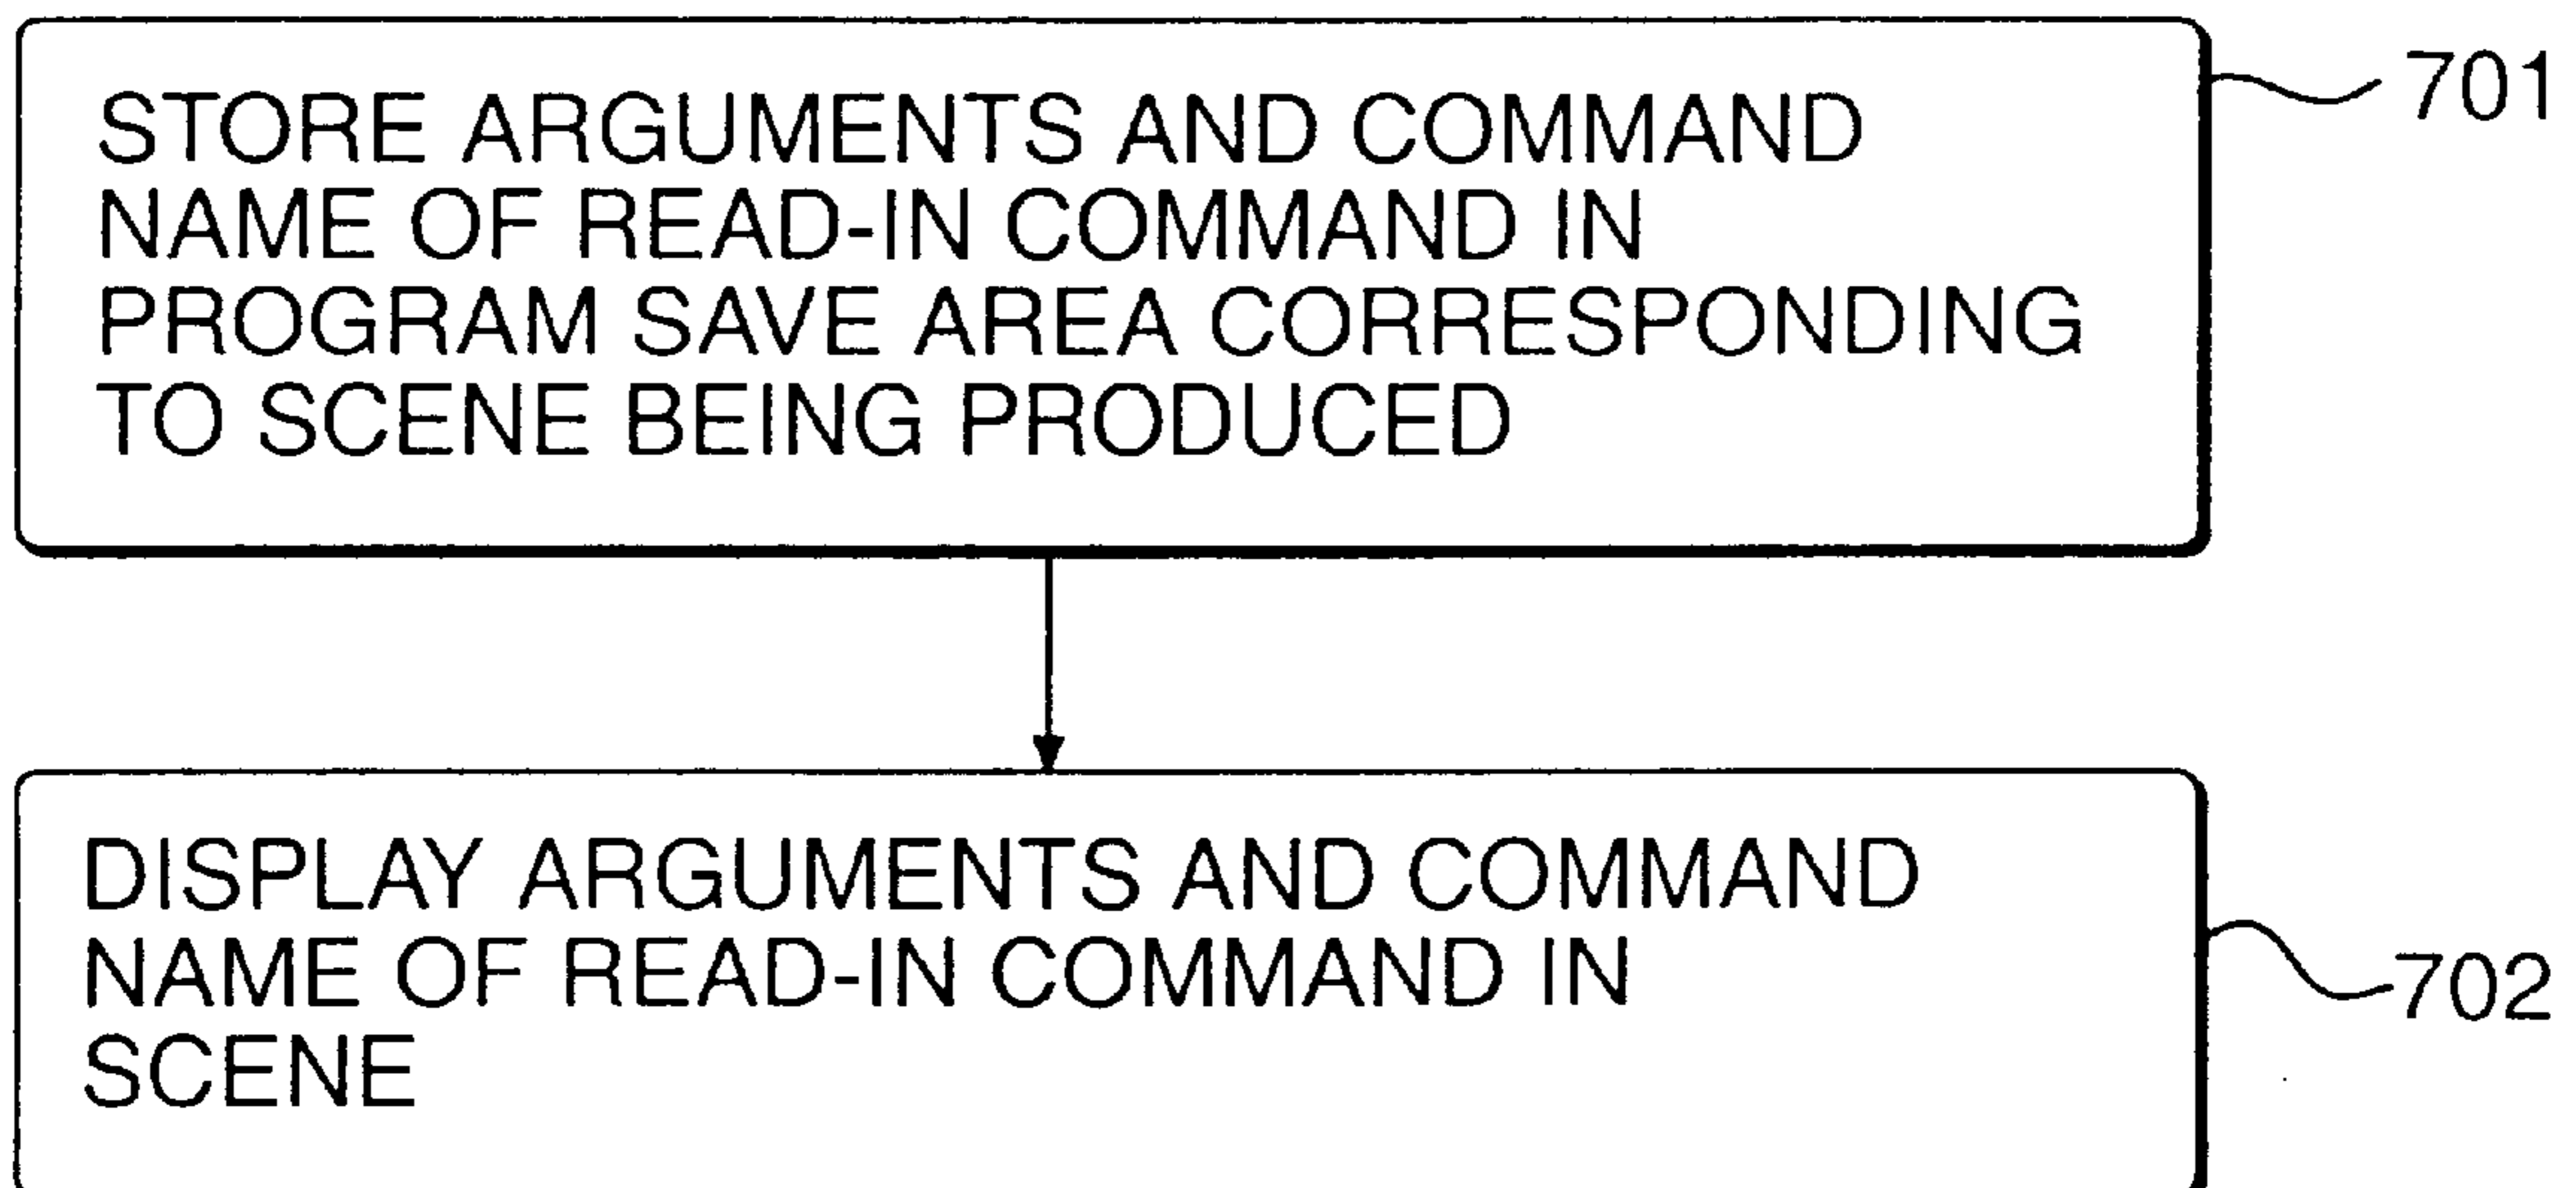 STORE ARGUMENTS AND COMMAND
NAME OF READ-IN COMMAND IN
PROGRAM SAVE AREA CORRESPONDING
TO SCENE BEING PRODUCED
701
DISPLAY ARGUMENTS AND COMMAND
NAME OF READ-IN COMMAND IN
SCENE
702